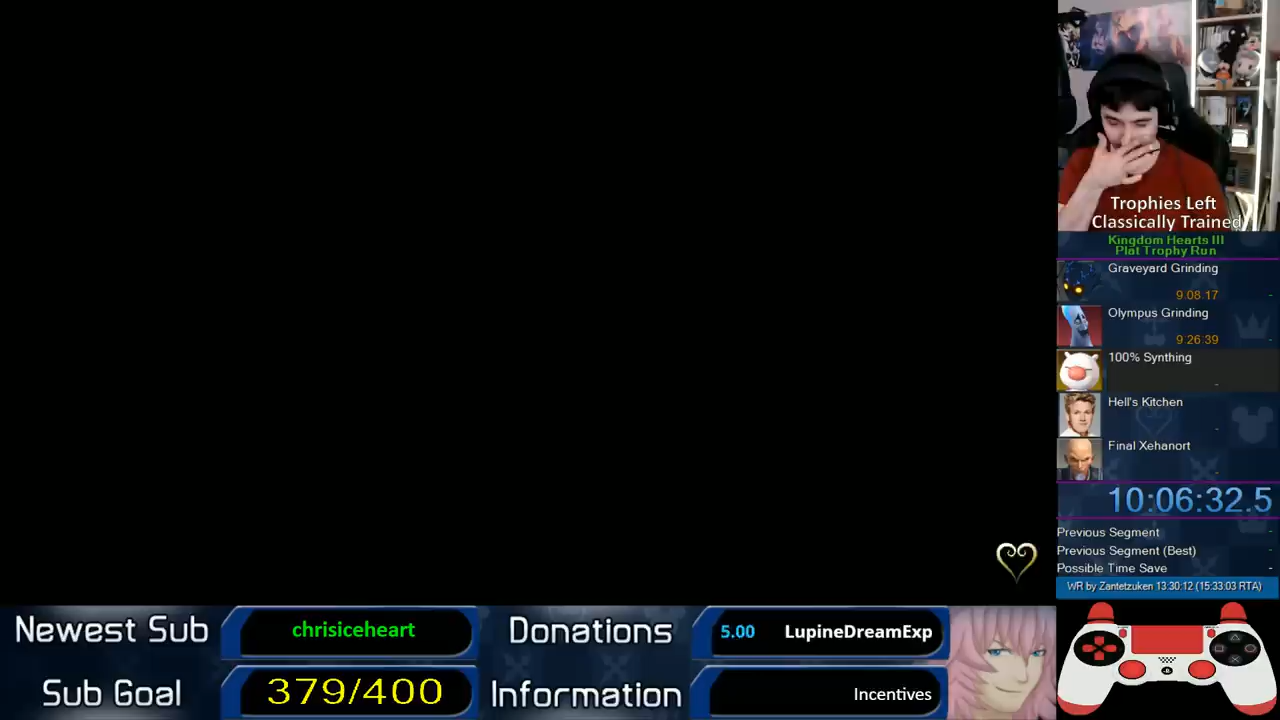 Trophies Left
Classically Trained
Kingdom Hearts III
Plat Trophy Run
Graveyard Grinding
9:08:17 -
Olympus Grinding
9:26:39 -
100% Synthing
-
Hell's Kitchen
-
Final Xehanort
-
10:06:32.5
Previous Segment -
Previous Segment (Best) -
Possible Time Save -
WR by Zantetzuken 13:30:12 (15:33:03 RTA)
Newest Sub chrisiceheart Donations 5.00 LupineDreamExp
Sub Goal 379/400 Information Incentives